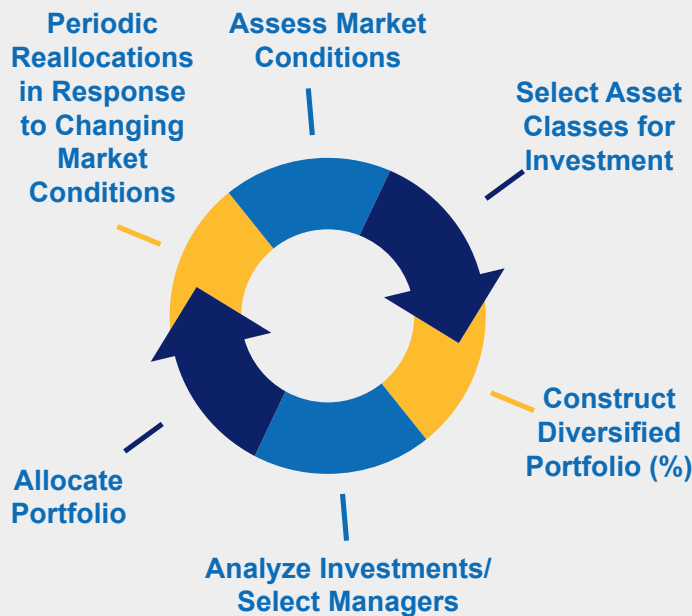 Periodic
Reallocations
in Response
to Changing
Market
Conditions
Assess Market
Conditions
Select Asset
Classes for
Investment
Construct
Diversified
Portfolio (%)
Analyze Investments/
Select Managers
Allocate
Portfolio